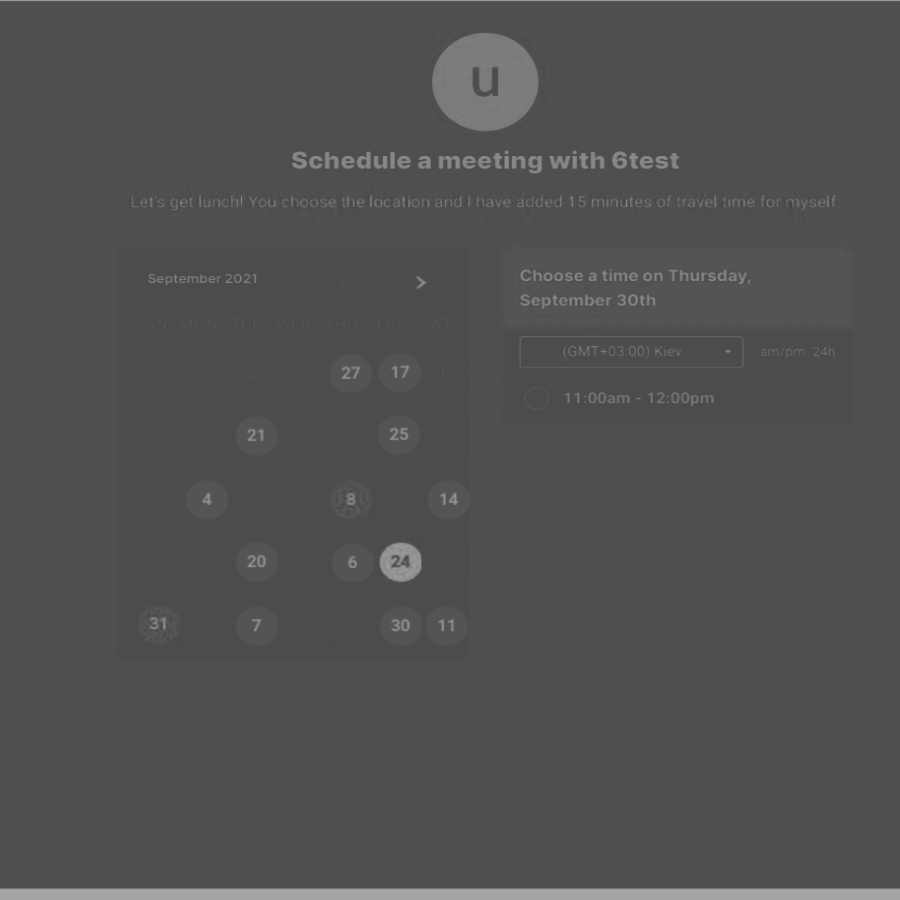 u
Schedule a meeting with 6test
Let's get lunch! You choose the location and I have added 15 minutes of travel time for myself.
September 2021
SUN MON TUE WED THU FRI SAT
27 17
21 25
4 8 14
20 6 24
31 7 30 11
Choose a time on Thursday,
September 30th
(GMT+03:00) Kiev am/pm 24h
11:00am - 12:00pm